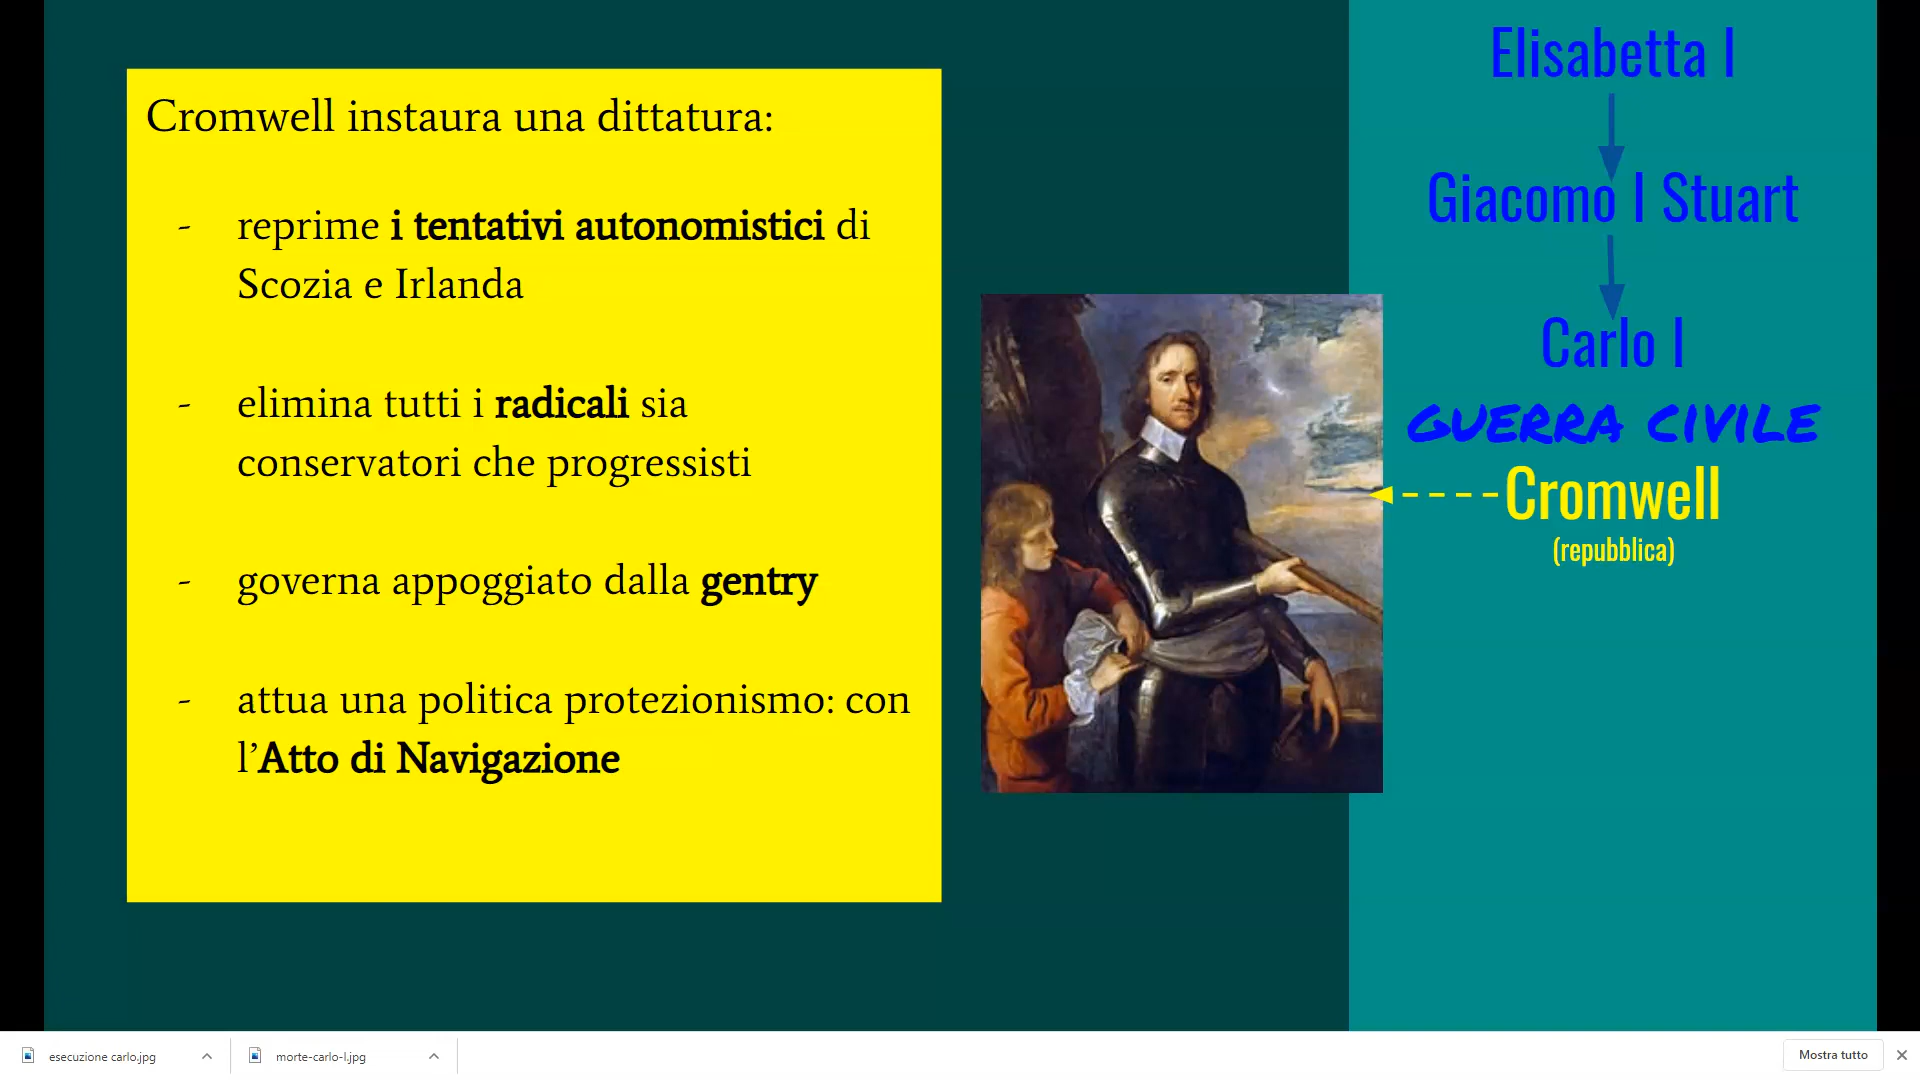 Cromwell instaura una dittatura:
- reprime i tentativi autonomistici di
Scozia e Irlanda
- elimina tutti i radicali sia
conservatori che progressisti
- governa appoggiato dalla gentry
- attua una politica protezionismo: con
l’Atto di Navigazione
Elisabetta I
Giacomo I Stuart
Carlo I
GUERRA CIVILE
Cromwell
(repubblica)
esecuzione carlo.jpg
morte-carlo-I.jpg
Mostra tutto